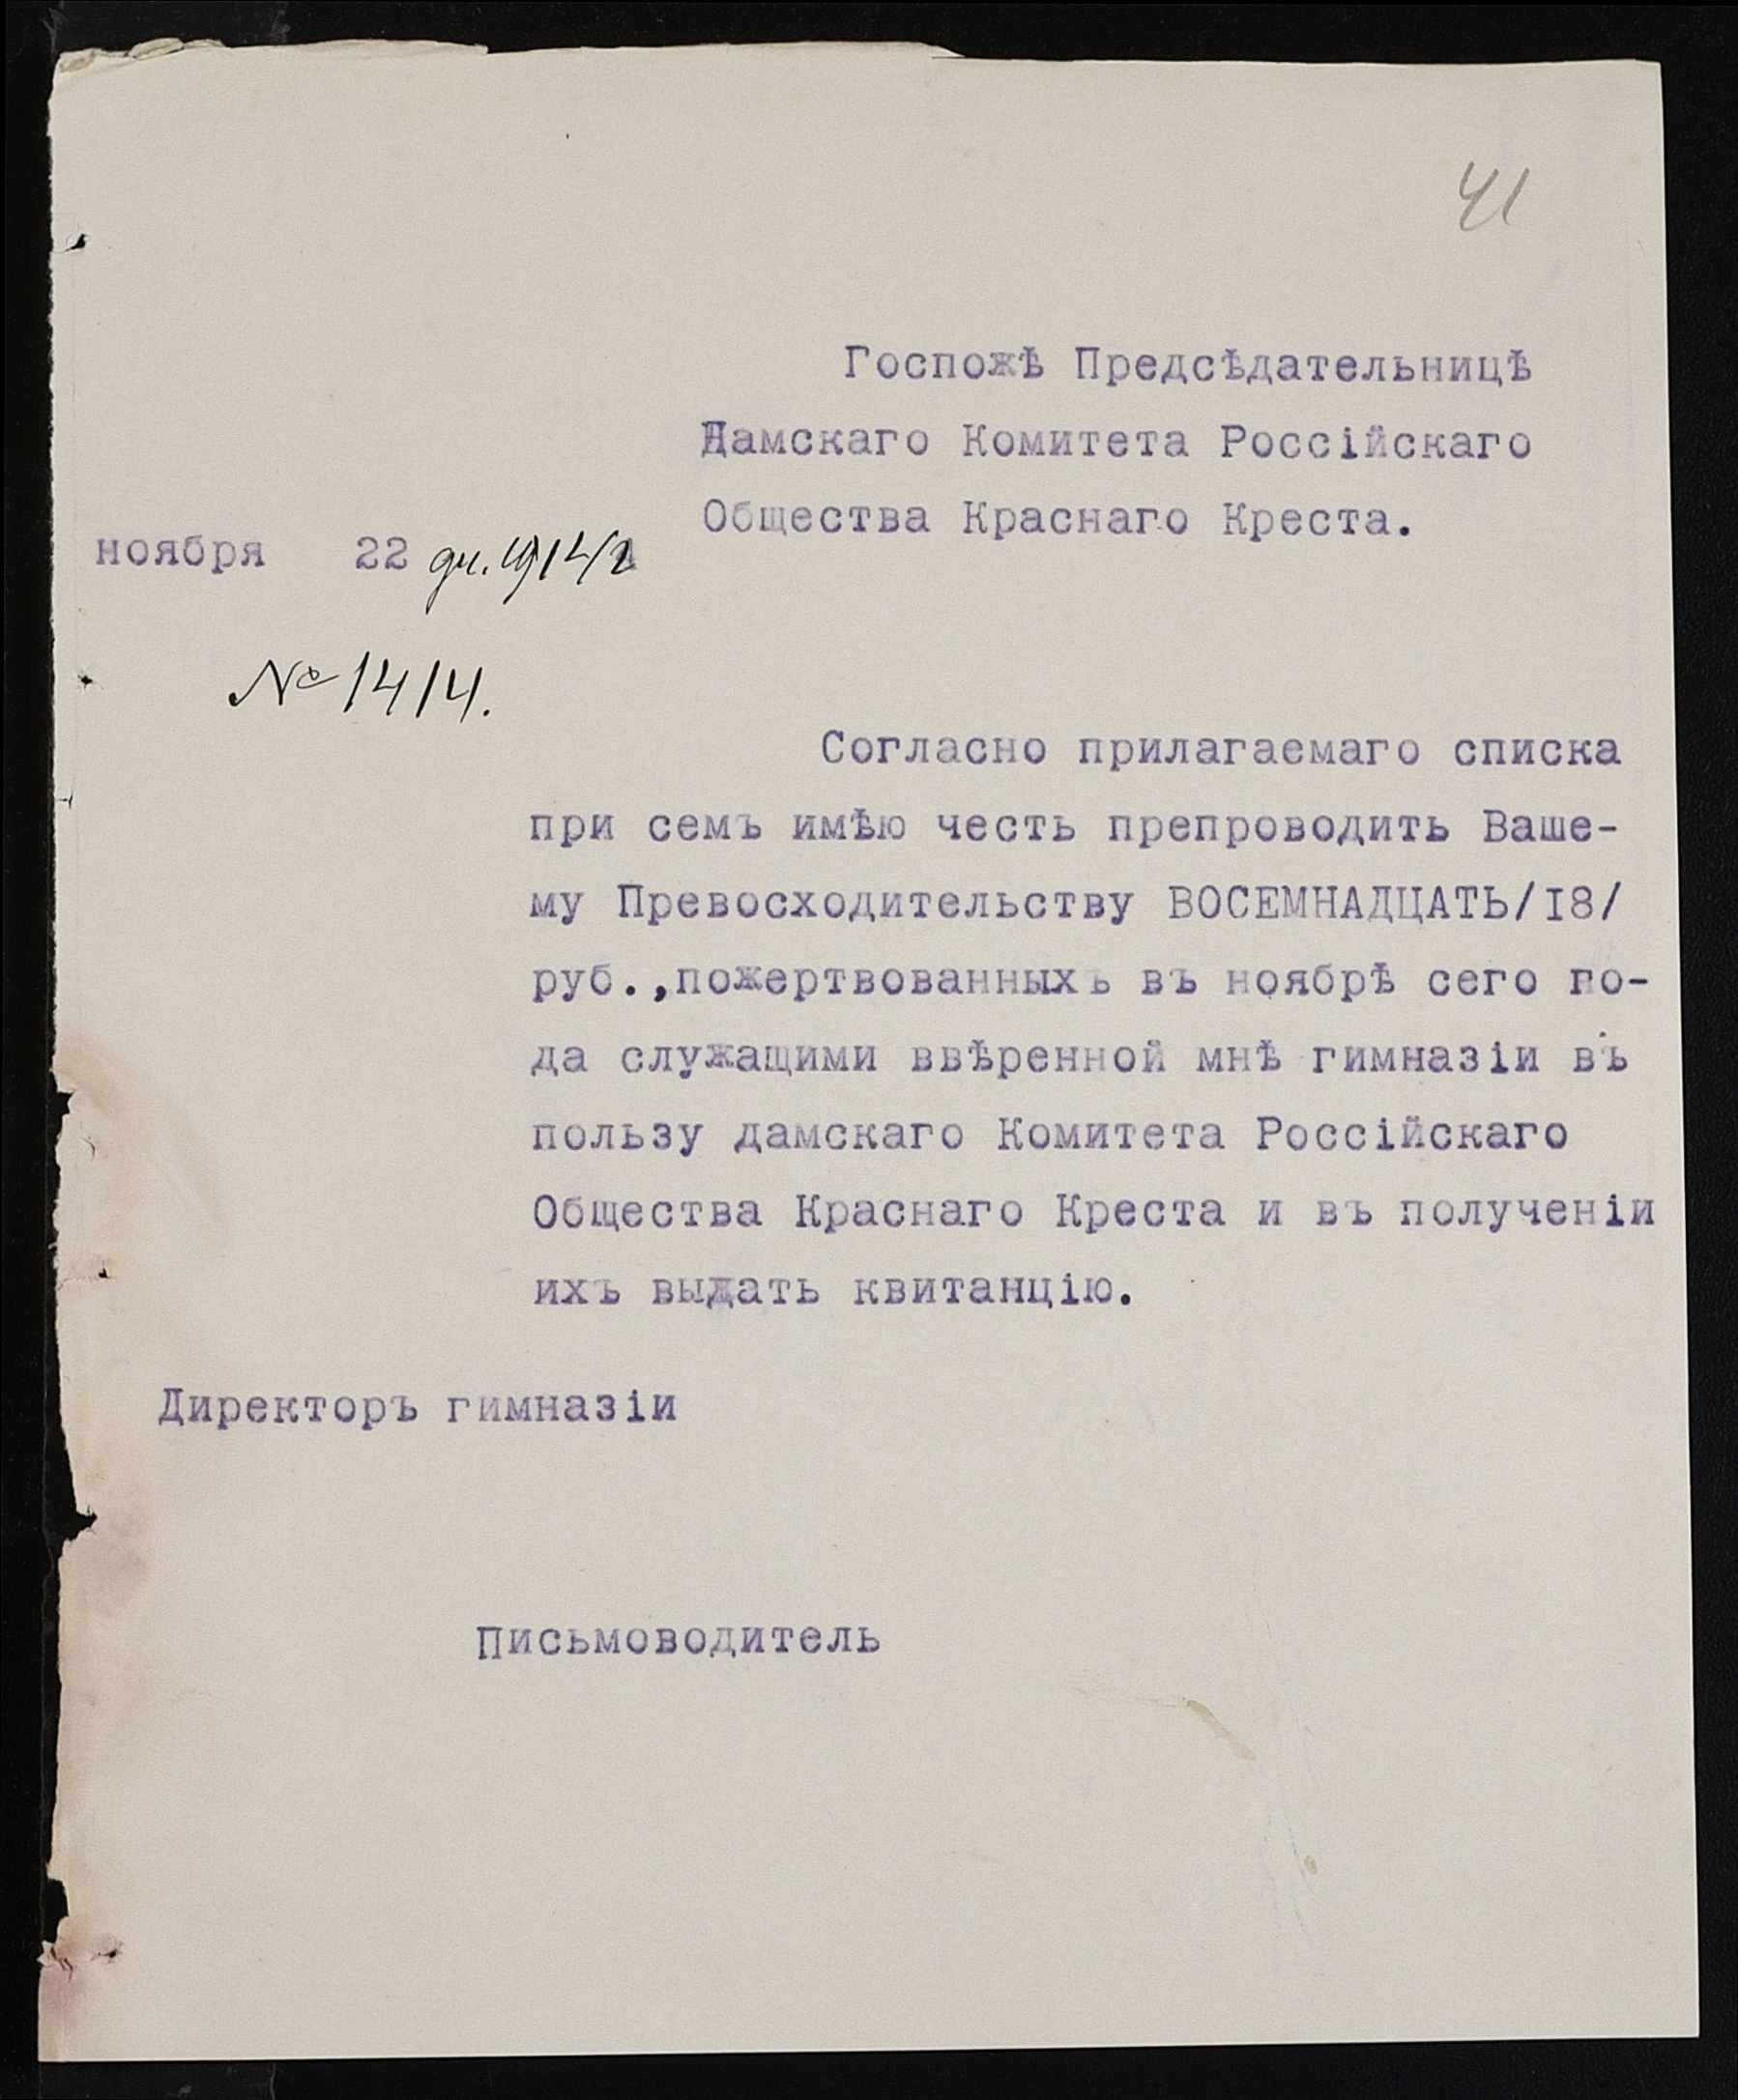 41
Госпожѣ Предсѣдательницѣ
Дамскаго Комитета Россійскаго
Общества Краснаго Креста.
ноября 22 дн. 1914 г
№ 1414.
Согласно прилагаемаго списка
при семъ имѣю честь препроводить Ваше-
му Превосходительству ВОСЕМНАДЦАТЬ/I8/
руб.,пожертвованныхъ въ ноябрѣ сего го-
да служащими ввѣренной мнѣ гимназіи въ
пользу дамскаго Комитета Россійскаго
Общества Краснаго Креста и въ полученіи
ихъ выдать квитанцію.
Директоръ гимназіи
Письмоводитель